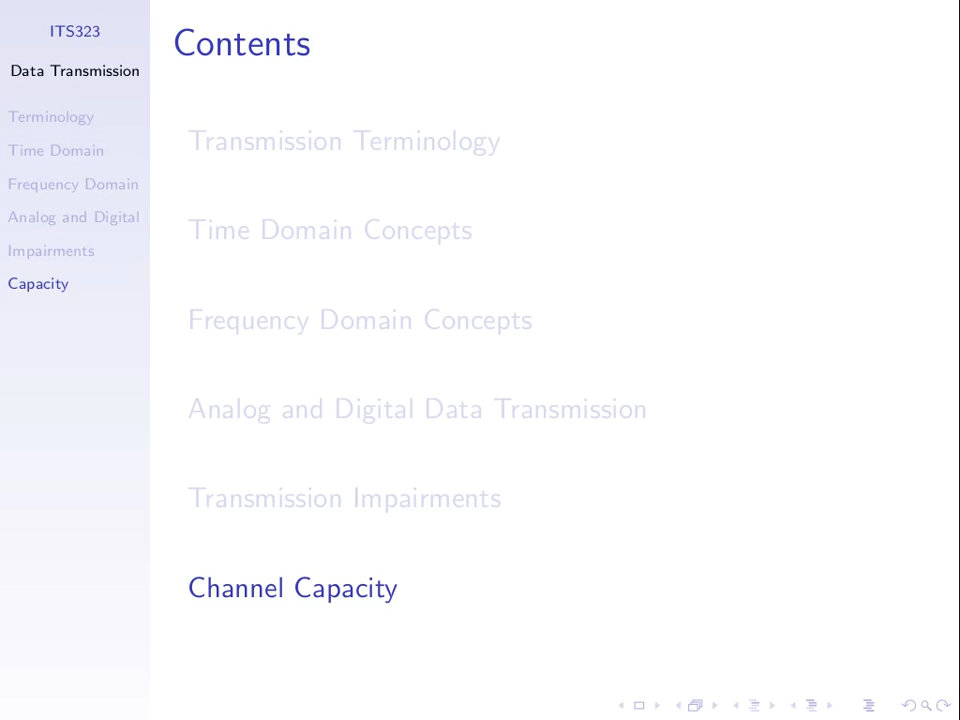 ITS323
Data Transmission
Terminology
Time Domain
Frequency Domain
Analog and Digital
Impairments
Capacity
Contents
Transmission Terminology
Time Domain Concepts
Frequency Domain Concepts
Analog and Digital Data Transmission
Transmission Impairments
Channel Capacity